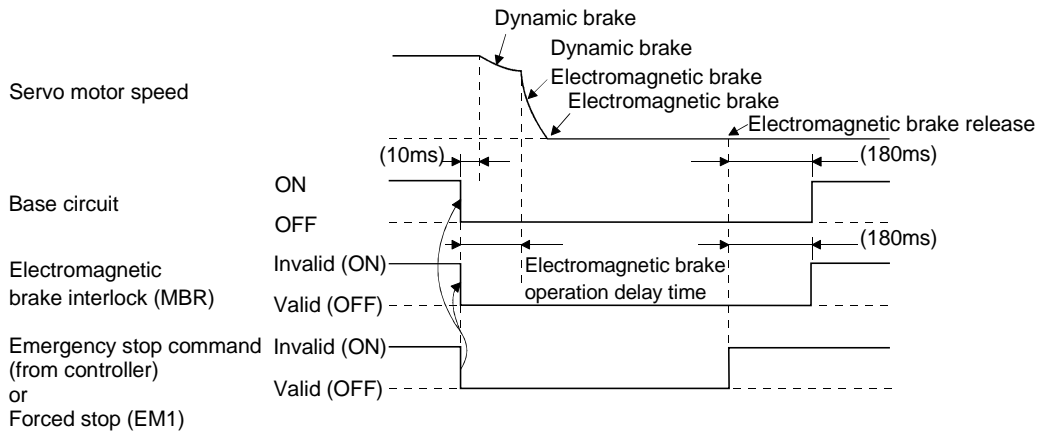 Dynamic brake
Dynamic brake
Electromagnetic brake
Servo motor speed
Electromagnetic brake
Electromagnetic brake release
(10ms)
(180ms)
ON
Base circuit
OFF
(180ms)
Electromagnetic
brake interlock (MBR)
Invalid (ON)
Electromagnetic brake
operation delay time
Valid (OFF)
Emergency stop command
(from controller)
or
Forced stop (EM1)
Invalid (ON)
Valid (OFF)